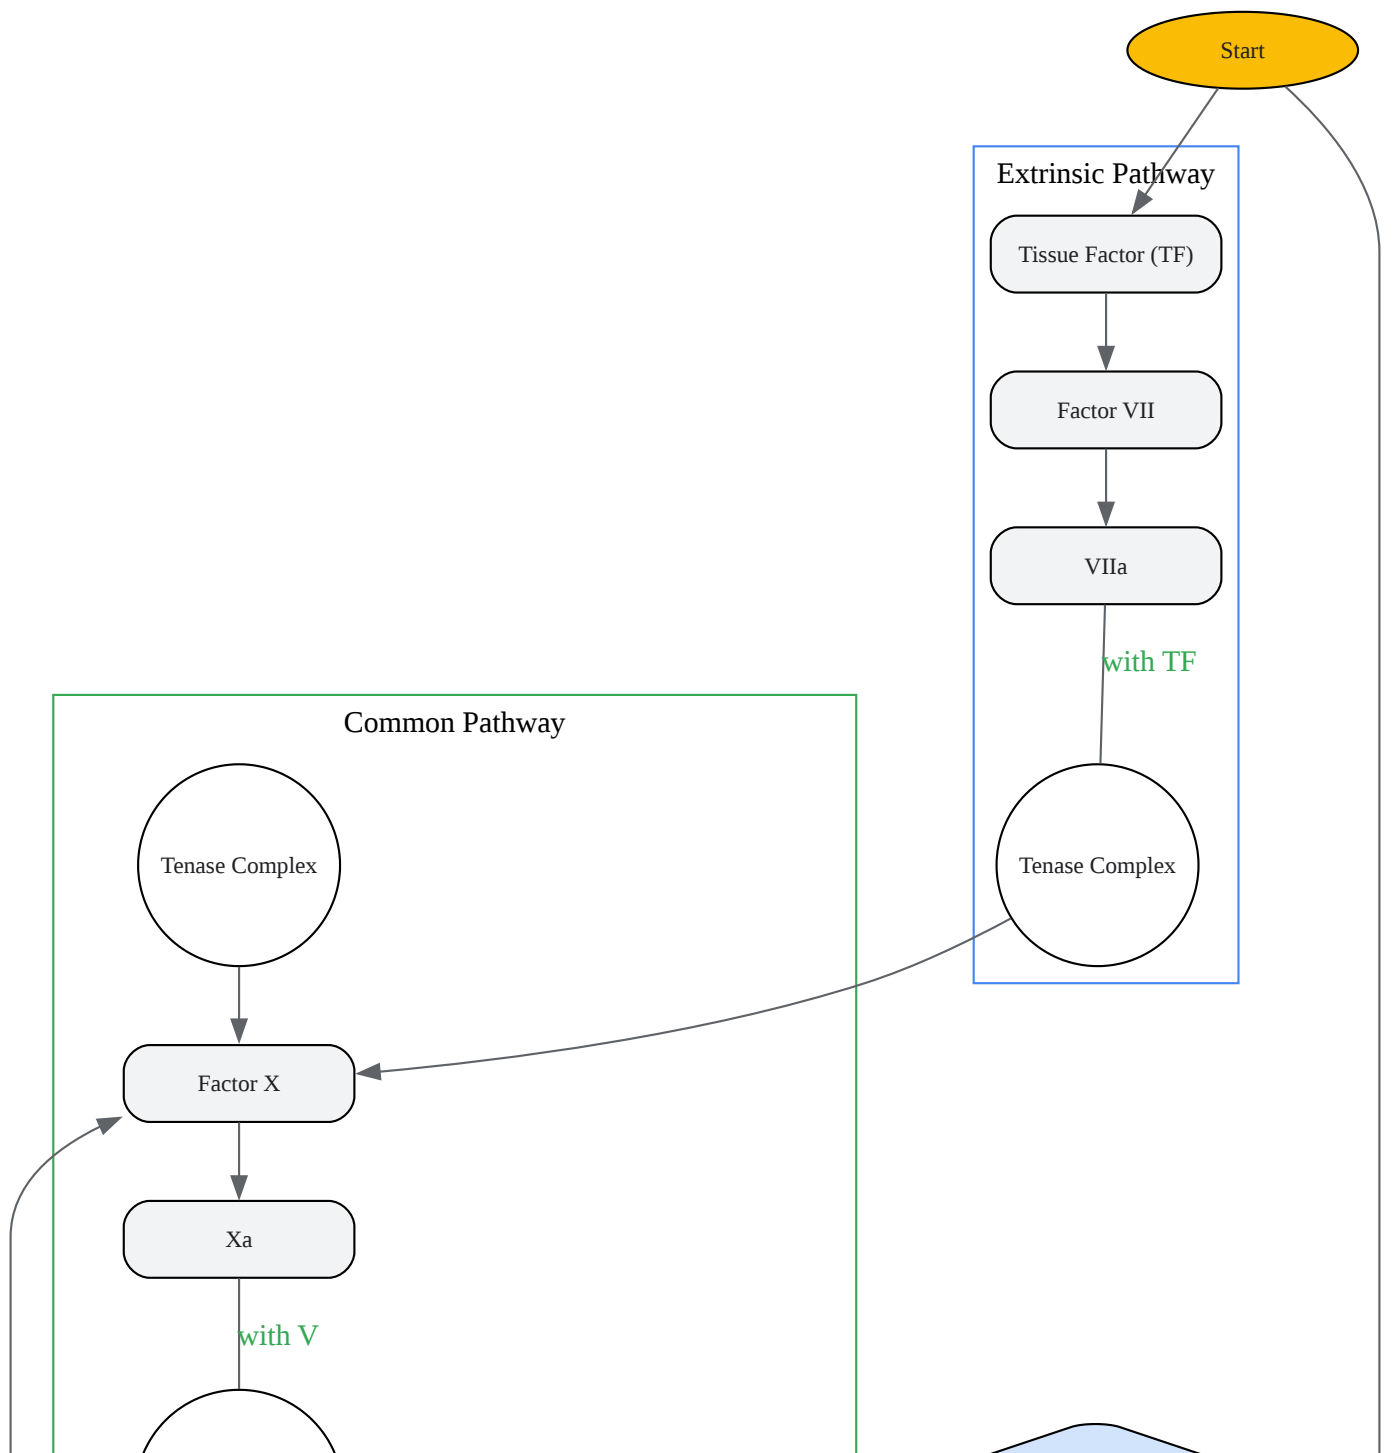 Start
Extrinsic Pathway
Tissue Factor (TF)
Factor VII
VIIa
with TF
Tenase Complex
Common Pathway
Tenase Complex
Factor X
Xa
with V